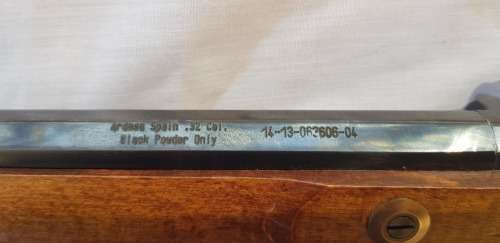 Ardesa Spain .32 Cal. 14-13-062606-04
Black Powder Only